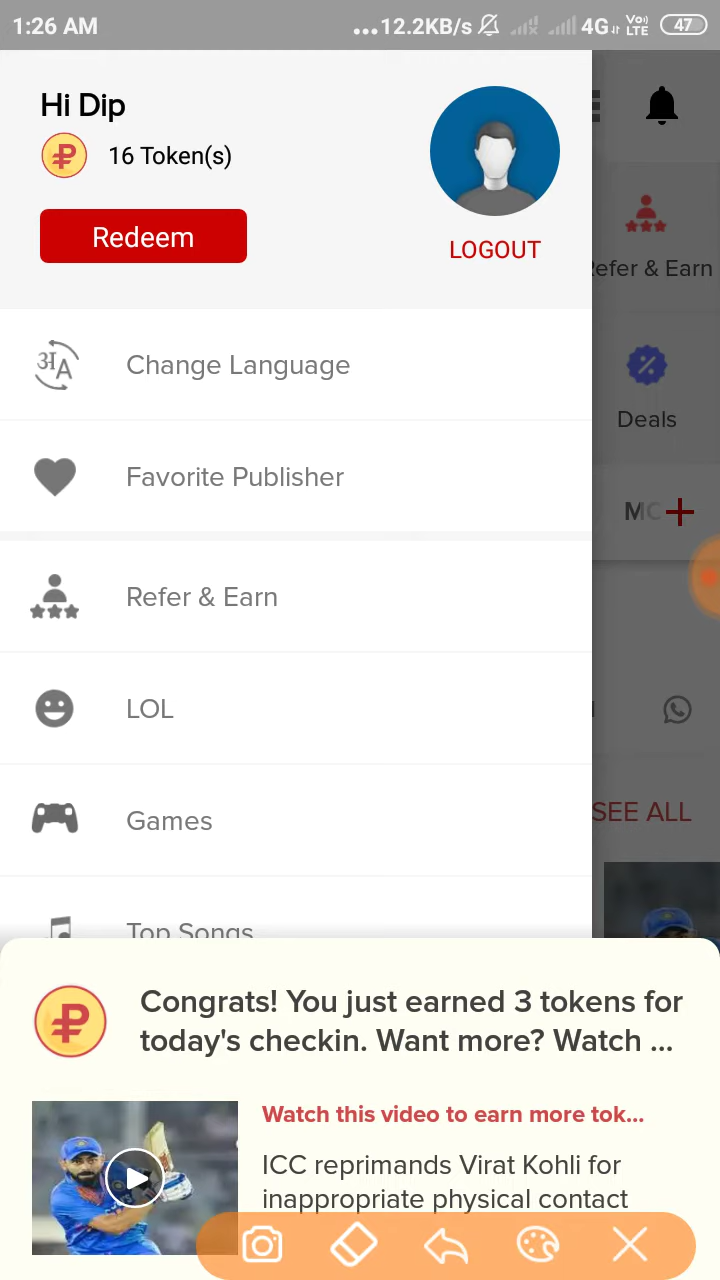 1:26 AM
...12.2KB/s 4G Vo) LTE 47
Hi Dip
16 Token(s)
Redeem
LOGOUT
Refer & Earn
Change Language
Deals
Favorite Publisher
MC
Refer & Earn
LOL
SEE ALL
Games
Top Songs
Congrats! You just earned 3 tokens for
today's checkin. Want more? Watch ...
Watch this video to earn more tok...
ICC reprimands Virat Kohli for
inappropriate physical contact